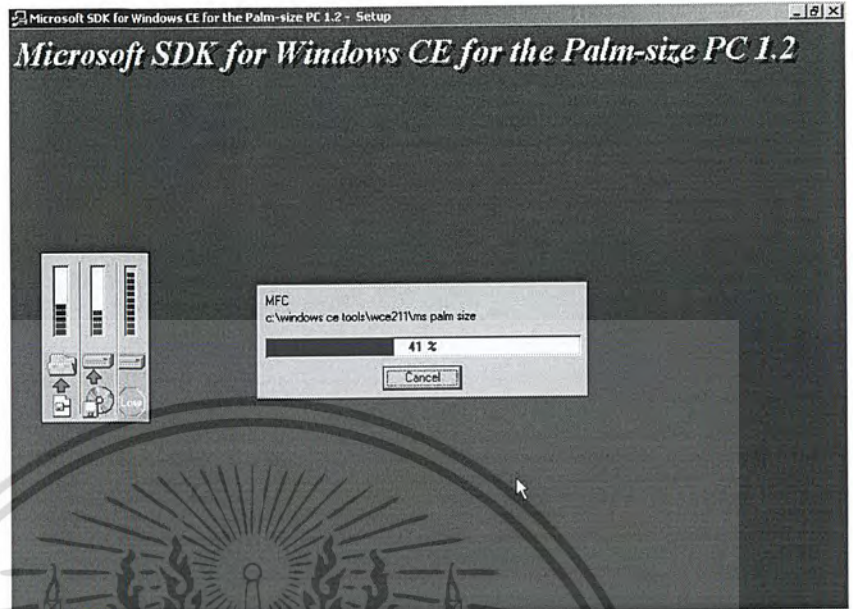 Microsoft SDK for Windows CE for the Palm-size PC 1.2 - Setup
Microsoft SDK for Windows CE for the Palm-size PC 1.2
MFC
c:\windows ce tools\wce211\ms palm size
41 %
Cancel